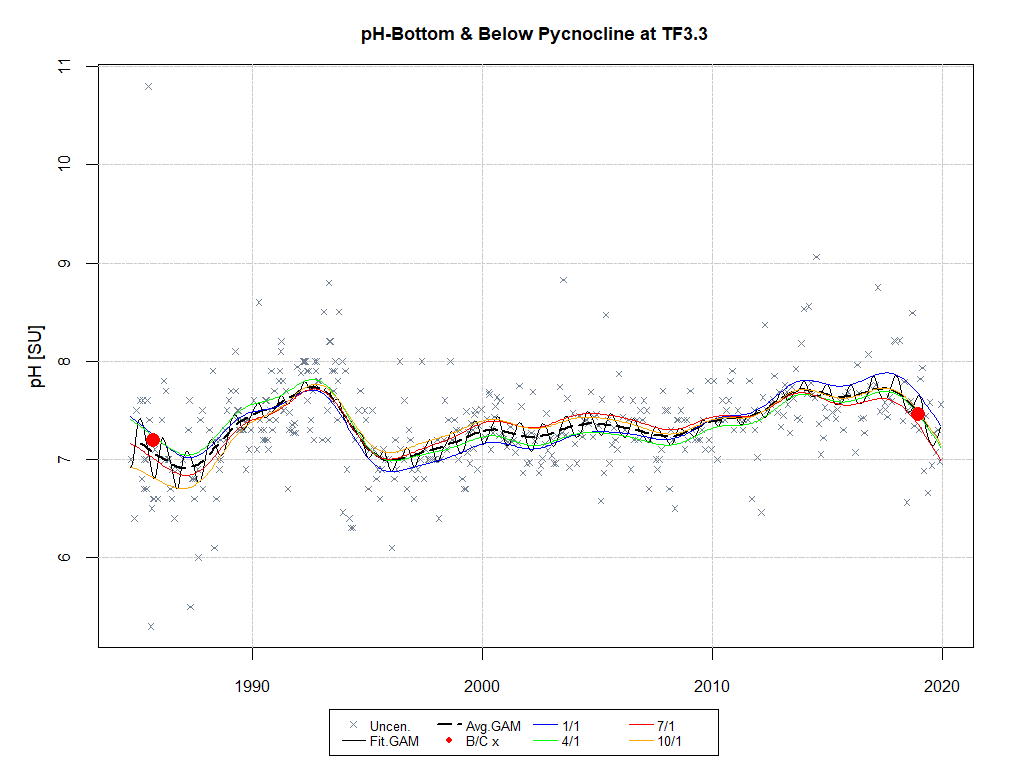 pH-Bottom & Below Pycnocline at TF3.3
pH [SU]
11
10
9
8
7
6
1990 2000 2010 2020
Uncen. Avg.GAM 1/1 7/1
Fit.GAM B/C x 4/1 10/1